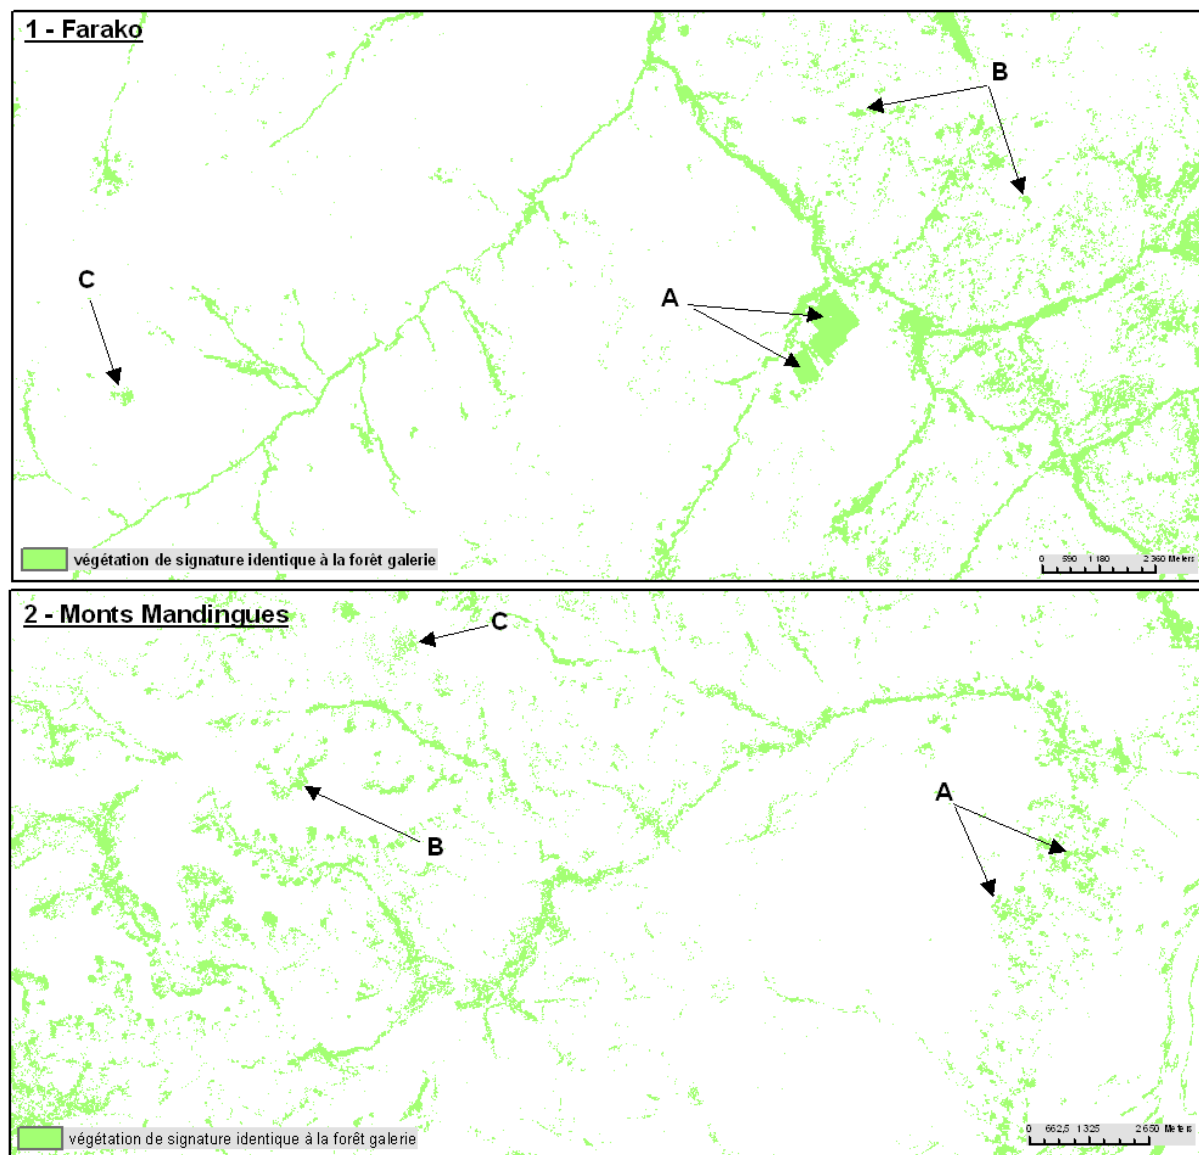 1 - Farako
B
C
A
végétation de signature identique à la forêt galerie
0 590 1 180 2 360 Meters
2 - Monts Mandingues
C
A
B
végétation de signature identique à la forêt galerie
0 662,5 1 325 2 650 Meters